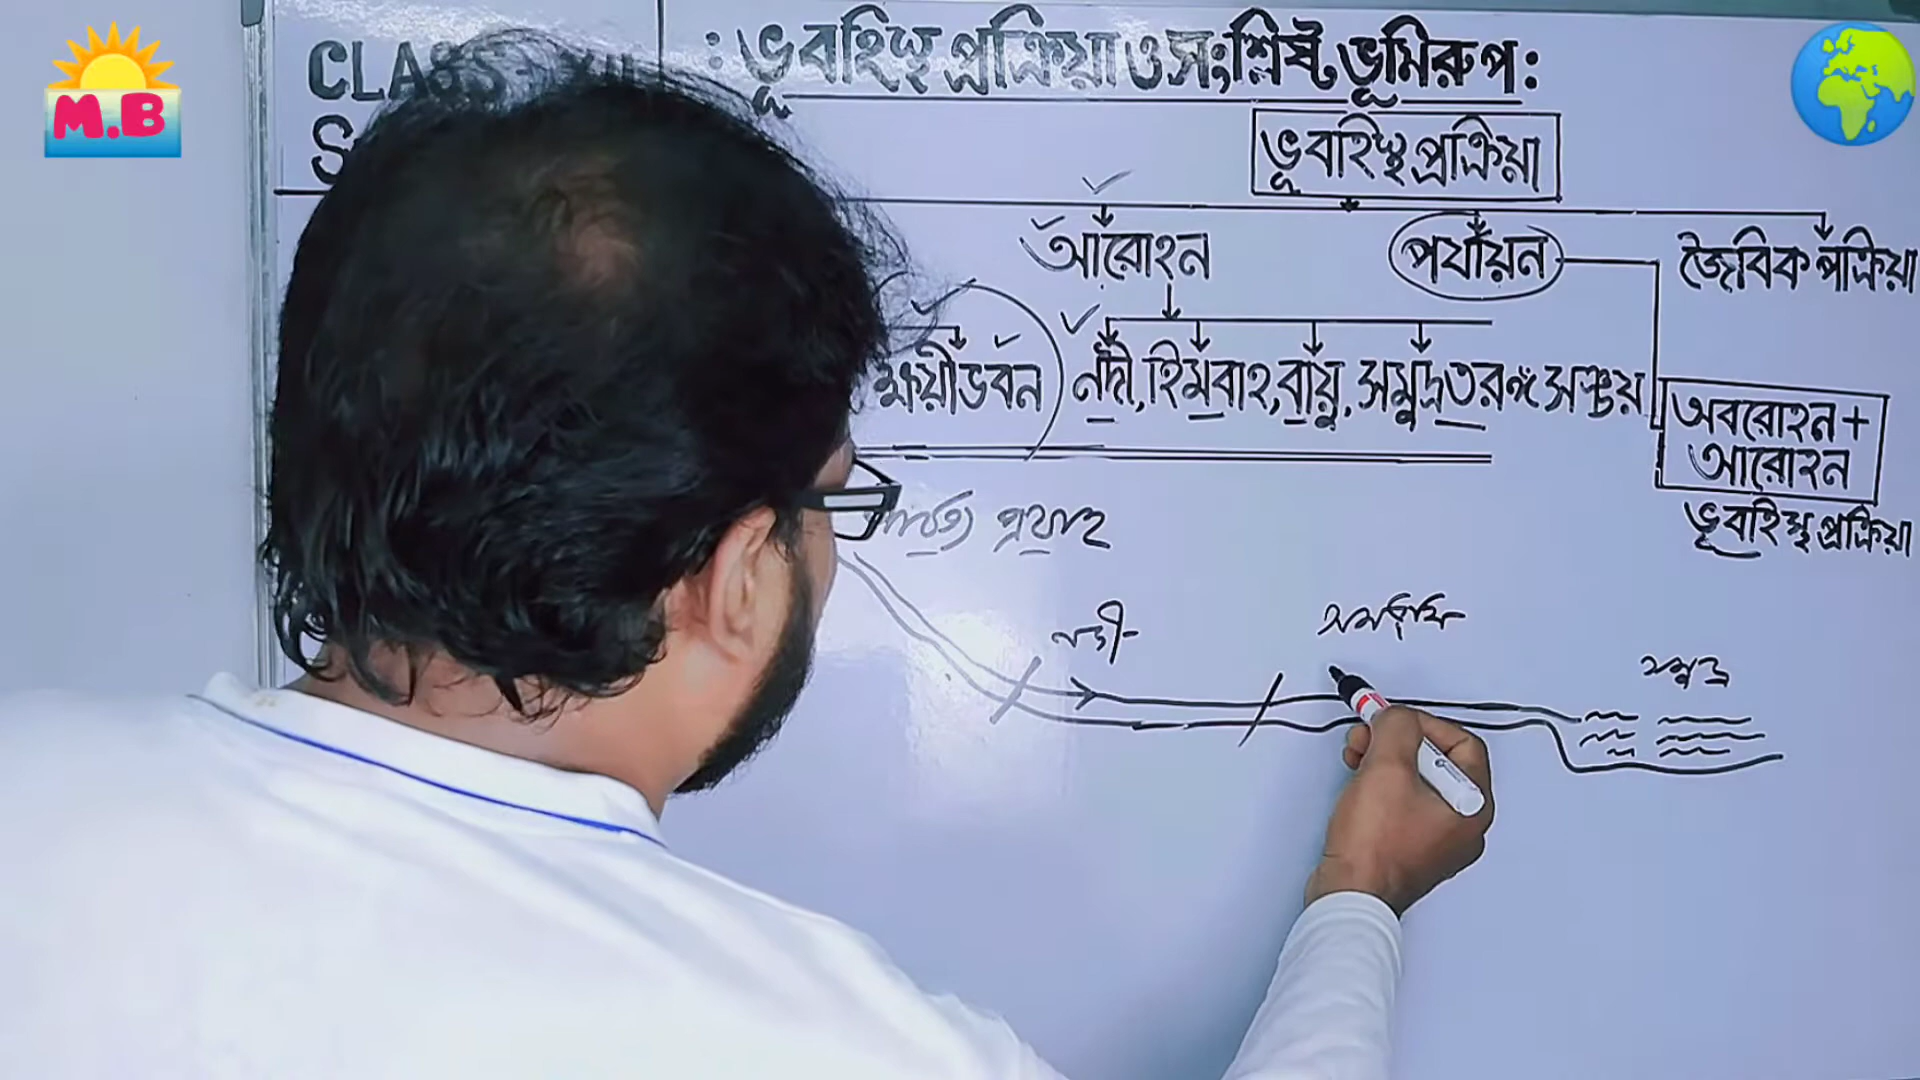 M.B
CLASS
: ভূবহিস্থ প্রক্রিয়া ও সংশ্লিষ্ট ভূমিরুপ:
ভূবহিস্থ প্রক্রিয়া
আরোহন পর্যায়ন জৈবিক প্রক্রিয়া
ক্ষয়ীভবন নদী, হিমবাহ, বায়ু, সমুদ্রতরঙ্গ সঞ্চয়
অবরোহন +
আরোহন
ভূবহিস্থ প্রক্রিয়া
প্রবাহ
নদী
সমুদ্র